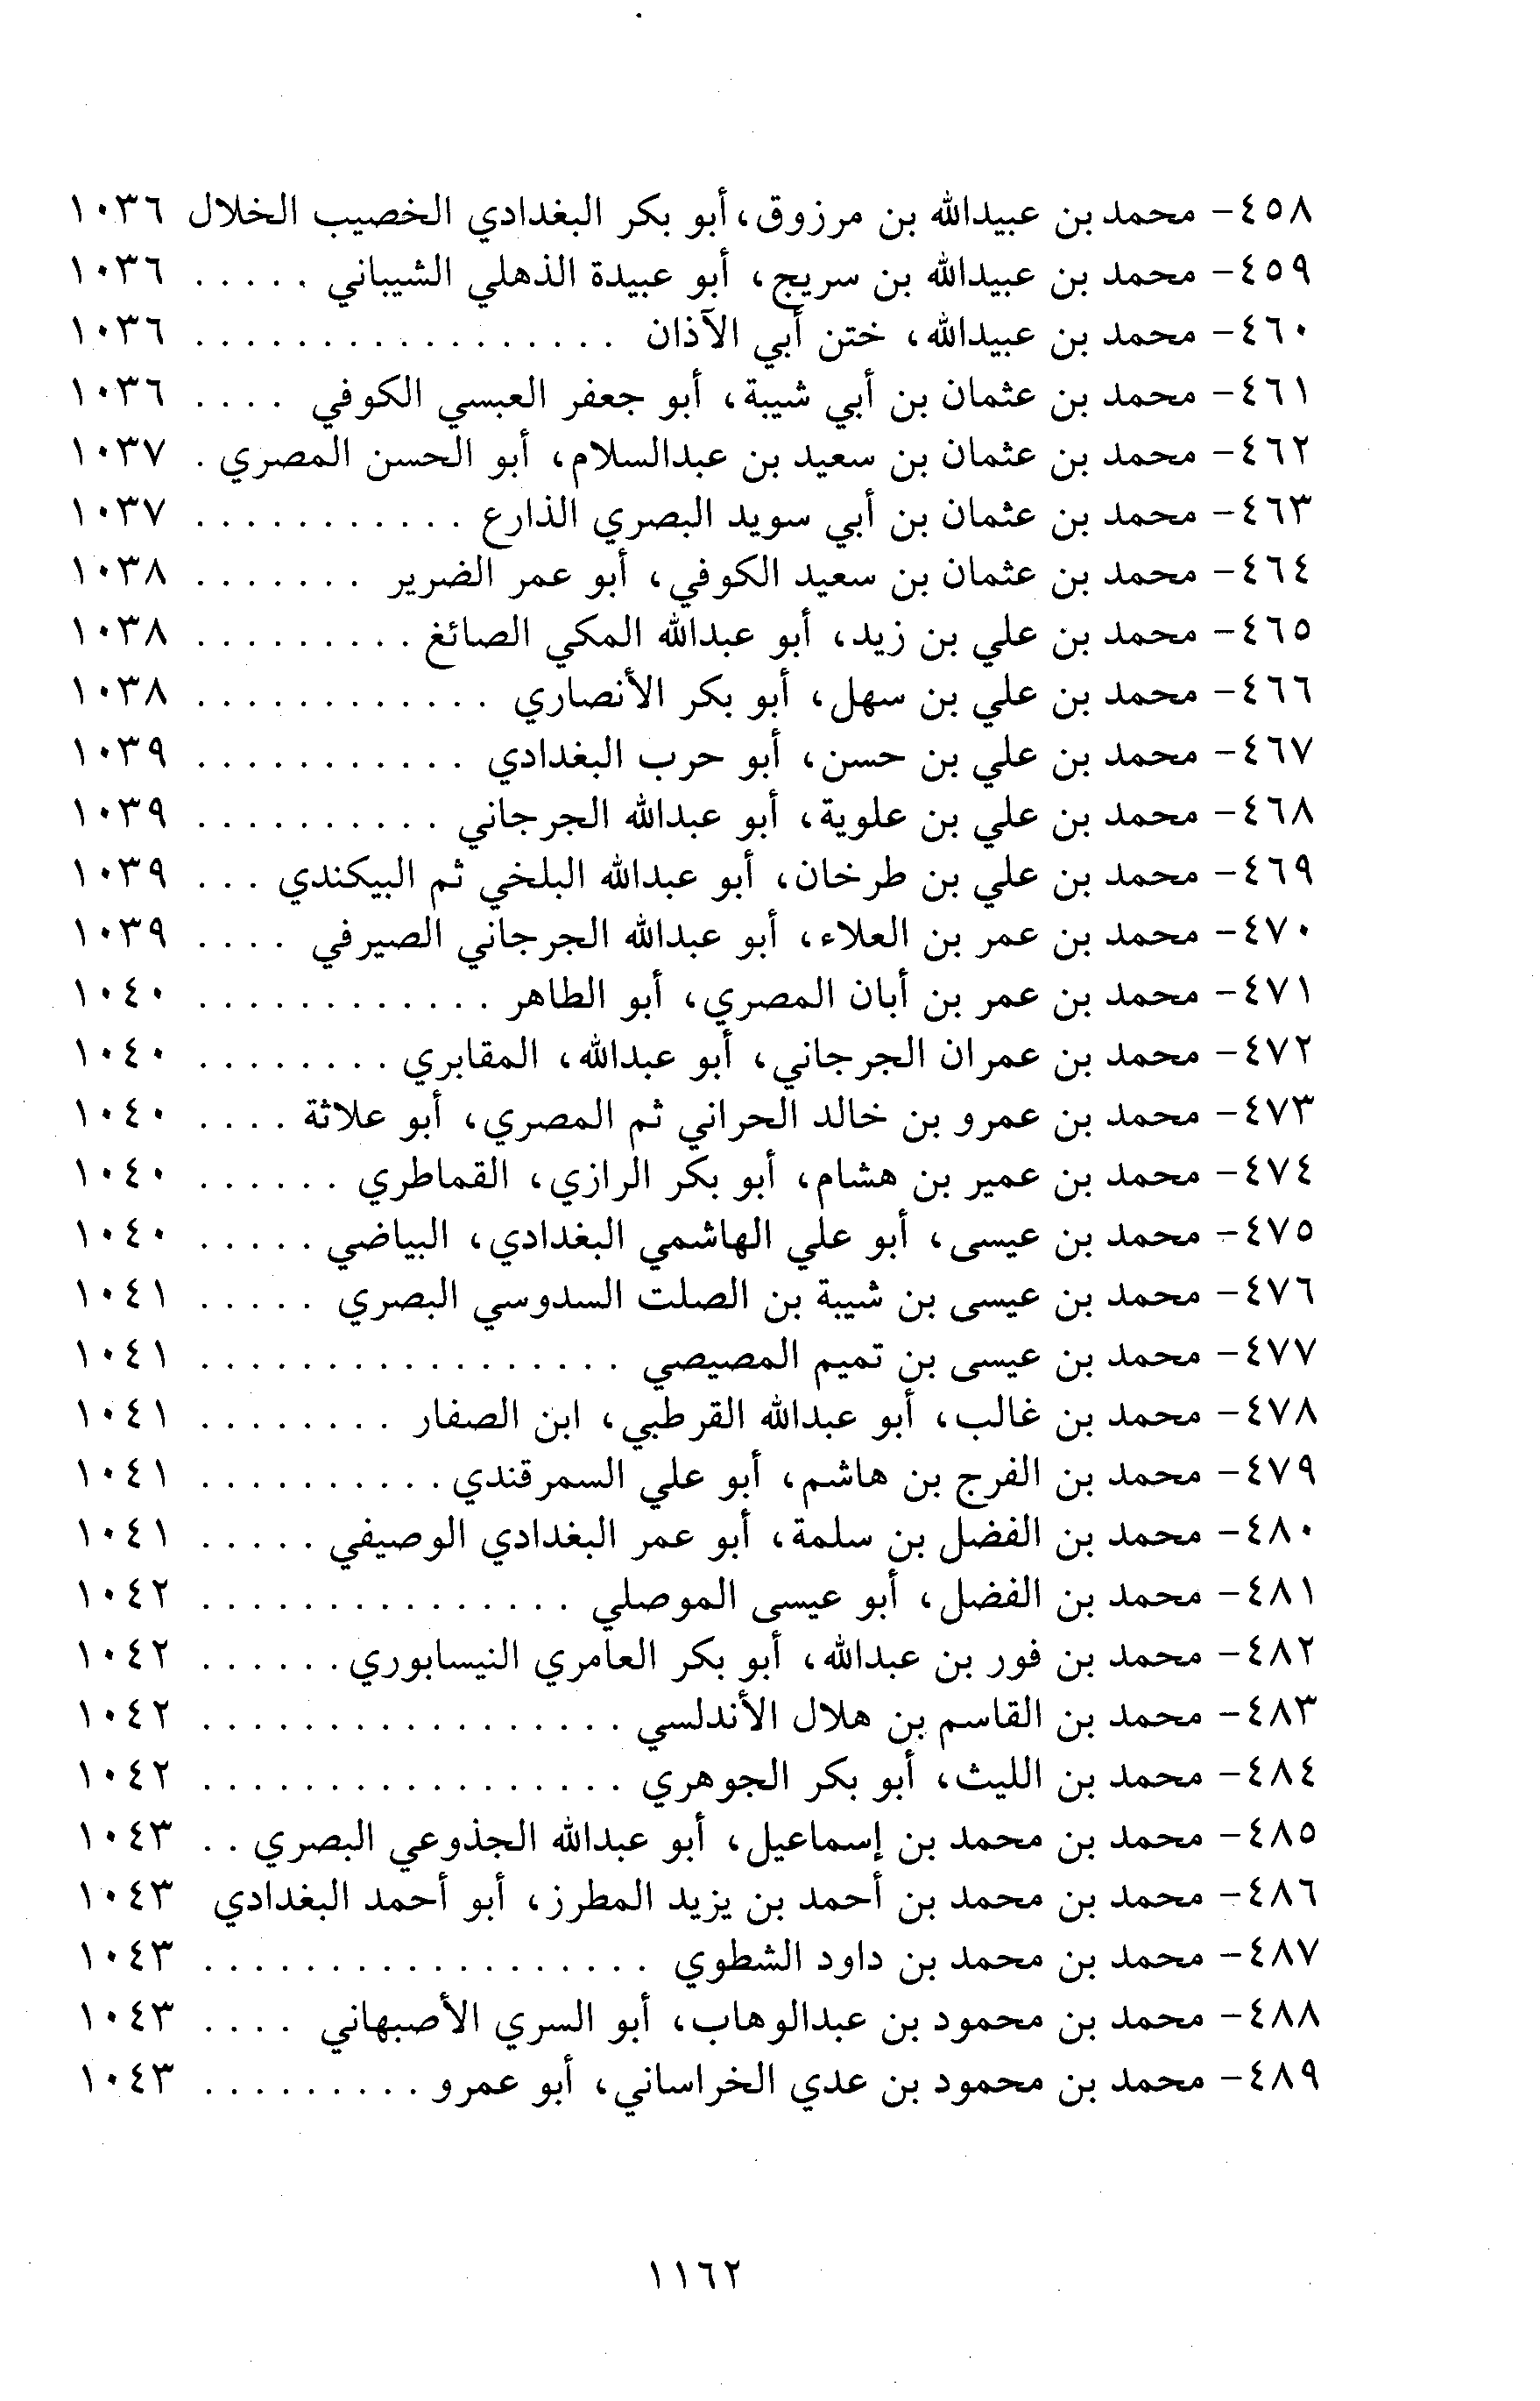 ٤٥٨- محمد بن عبيدالله بن مرزوق، أبو بكر البغدادي الخصيب الخلال ١٠٣٦
٤٥٩- محمد بن عبيدالله بن سريج، أبو عبيدة الذهلي الشيباني . . . . . ١٠٣٦
٤٦٠- محمد بن عبيدالله، ختن أبي الآذان . . . . . . . . . . . . . . . . . ١٠٣٦
٤٦١- محمد بن عثمان بن أبي شيبة، أبو جعفر العبسي الكوفي . . . . ١٠٣٦
٤٦٢- محمد بن عثمان بن سعيد بن عبدالسلام، أبو الحسن المصري . ١٠٣٧
٤٦٣- محمد بن عثمان بن أبي سويد البصري الذارع . . . . . . . . . . . ١٠٣٧
٤٦٤- محمد بن عثمان بن سعيد الكوفي، أبو عمر الضرير . . . . . . . ١٠٣٨
٤٦٥- محمد بن علي بن زيد، أبو عبدالله المكي الصائغ . . . . . . . . . ١٠٣٨
٤٦٦- محمد بن علي بن سهل، أبو بكر الأنصاري . . . . . . . . . . . . ١٠٣٨
٤٦٧- محمد بن علي بن حسن، أبو حرب البغدادي . . . . . . . . . . . ١٠٣٩
٤٦٨- محمد بن علي بن علوية، أبو عبدالله الجرجاني . . . . . . . . . . ١٠٣٩
٤٦٩- محمد بن علي بن طرخان، أبو عبدالله البلخي ثم البيكندي . . . ١٠٣٩
٤٧٠- محمد بن عمر بن العلاء، أبو عبدالله الجرجاني الصيرفي . . . . ١٠٣٩
٤٧١- محمد بن عمر بن أبان المصري، أبو الطاهر . . . . . . . . . . . . ١٠٤٠
٤٧٢- محمد بن عمران الجرجاني، أبو عبدالله، المقابري . . . . . . . . ١٠٤٠
٤٧٣- محمد بن عمرو بن خالد الحراني ثم المصري، أبو علاثة . . . . ١٠٤٠
٤٧٤- محمد بن عمير بن هشام، أبو بكر الرازي، القماطري . . . . . . ١٠٤٠
٤٧٥- محمد بن عيسى، أبو علي الهاشمي البغدادي، البياضي . . . . . ١٠٤٠
٤٧٦- محمد بن عيسى بن شيبة بن الصلت السدوسي البصري . . . . . ١٠٤١
٤٧٧- محمد بن عيسى بن تميم المصيصي . . . . . . . . . . . . . . . . . ١٠٤١
٤٧٨- محمد بن غالب، أبو عبدالله القرطبي، ابن الصفار . . . . . . . . ١٠٤١
٤٧٩- محمد بن الفرج بن هاشم، أبو علي السمرقندي . . . . . . . . . . ١٠٤١
٤٨٠- محمد بن الفضل بن سلمة، أبو عمر البغدادي الوصيفي . . . . . ١٠٤١
٤٨١- محمد بن الفضل، أبو عيسى الموصلي . . . . . . . . . . . . . . . ١٠٤٢
٤٨٢- محمد بن فور بن عبدالله، أبو بكر العامري النيسابوري . . . . . . ١٠٤٢
٤٨٣- محمد بن القاسم بن هلال الأندلسي . . . . . . . . . . . . . . . . . ١٠٤٢
٤٨٤- محمد بن الليث، أبو بكر الجوهري . . . . . . . . . . . . . . . . . ١٠٤٢
٤٨٥- محمد بن محمد بن إسماعيل، أبو عبدالله الجذوعي البصري . . ١٠٤٣
٤٨٦- محمد بن محمد بن أحمد بن يزيد المطرز، أبو أحمد البغدادي ١٠٤٣
٤٨٧- محمد بن محمد بن داود الشطوي . . . . . . . . . . . . . . . . . . ١٠٤٣
٤٨٨- محمد بن محمود بن عبدالوهاب، أبو السري الأصبهاني . . . . ١٠٤٣
٤٨٩- محمد بن محمود بن عدي الخراساني، أبو عمرو . . . . . . . . . ١٠٤٣
١١٦٢